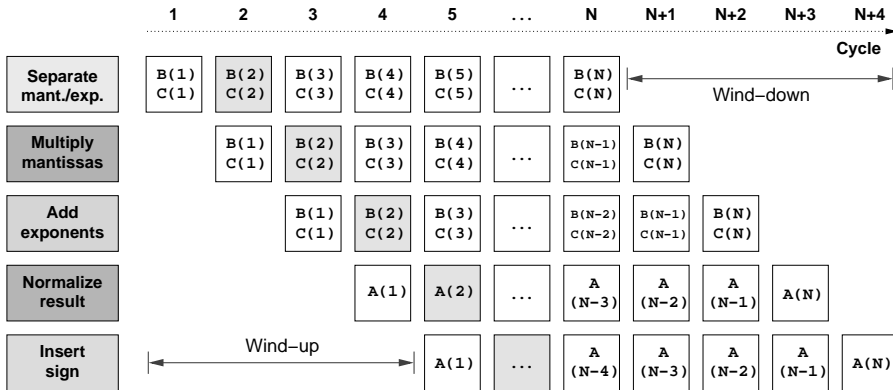 1 2 3 4 5 ... N N+1 N+2 N+3 N+4
Cycle
Separate
mant./exp.
B(1) B(2) B(3) B(4) B(5) ... B(N)
C(1) C(2) C(3) C(4) C(5) C(N)
Wind-down
Multiply
mantissas
B(1) B(2) B(3) B(4) ... B(N-1) B(N)
C(1) C(2) C(3) C(4) C(N-1) C(N)
Add
exponents
B(1) B(2) B(3) ... B(N-2) B(N-1) B(N)
C(1) C(2) C(3) C(N-2) C(N-1) C(N)
Normalize
result
A(1) A(2) ... A A A A(N)
(N-3) (N-2) (N-1)
Insert
sign
Wind-up
A(1) ... A A A A A(N)
(N-4) (N-3) (N-2) (N-1)